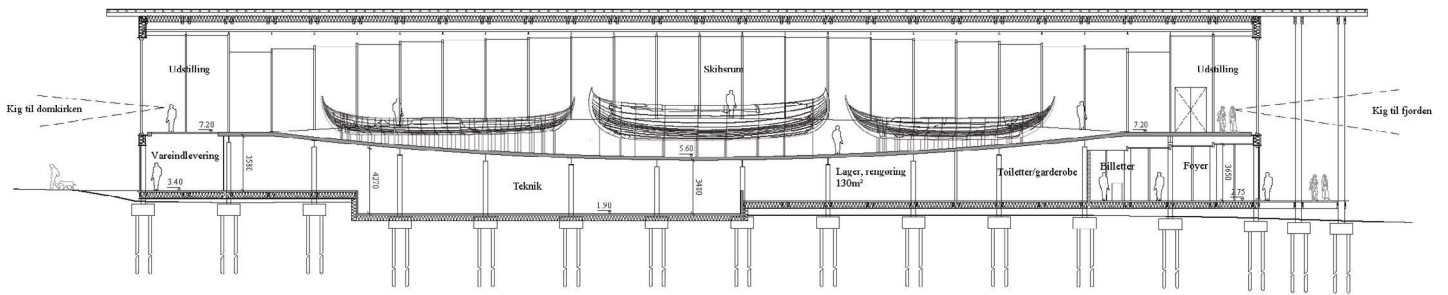 Udstilling
Skibsrum
Udstilling
Kig til domkirken
Kig til fjorden
7.20
7.20
5.60
Vareindlevering
3580
3.40
4270
Teknik
1.90
3480
Lager, rengøring
130m²
Toiletter/garderobe
Billetter
Foyer
3650
2.75